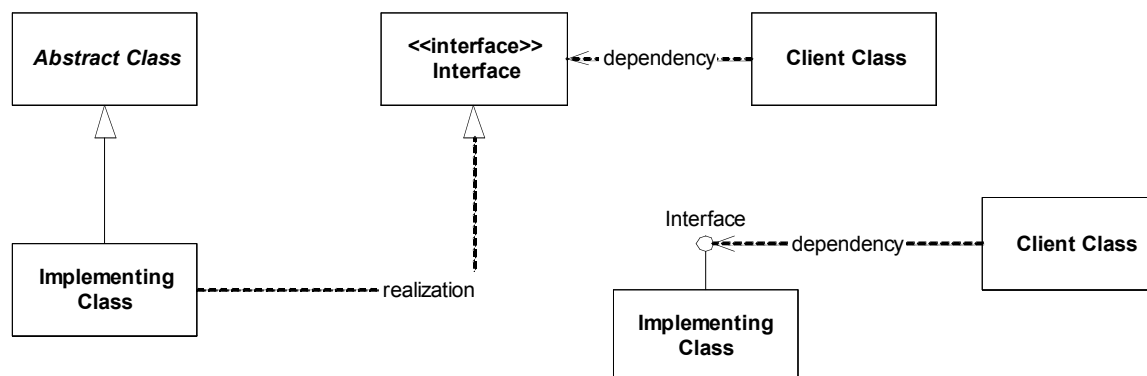 Abstract Class
<<interface>>
Interface
dependency
Client Class
Interface
dependency
Client Class
Implementing
Class
realization
Implementing
Class